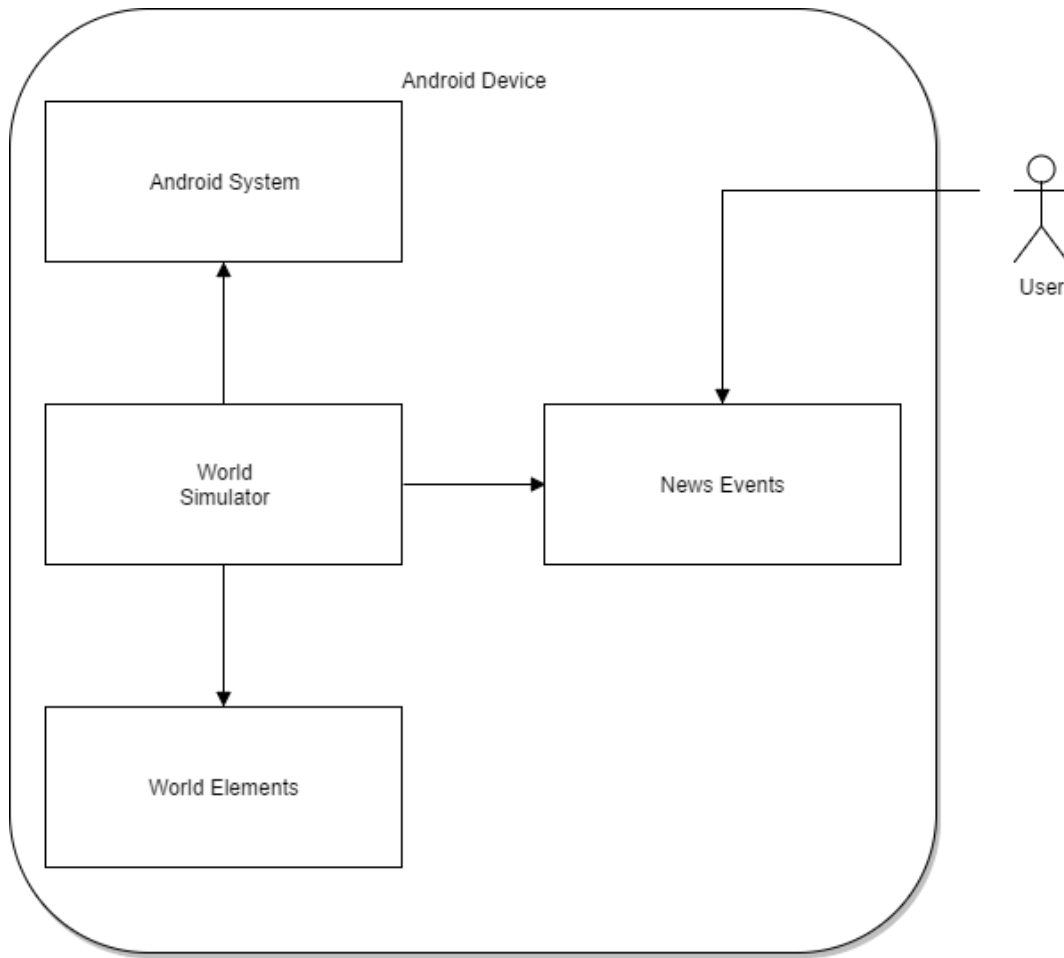 Android Device
Android System
User
World
Simulator
News Events
World Elements